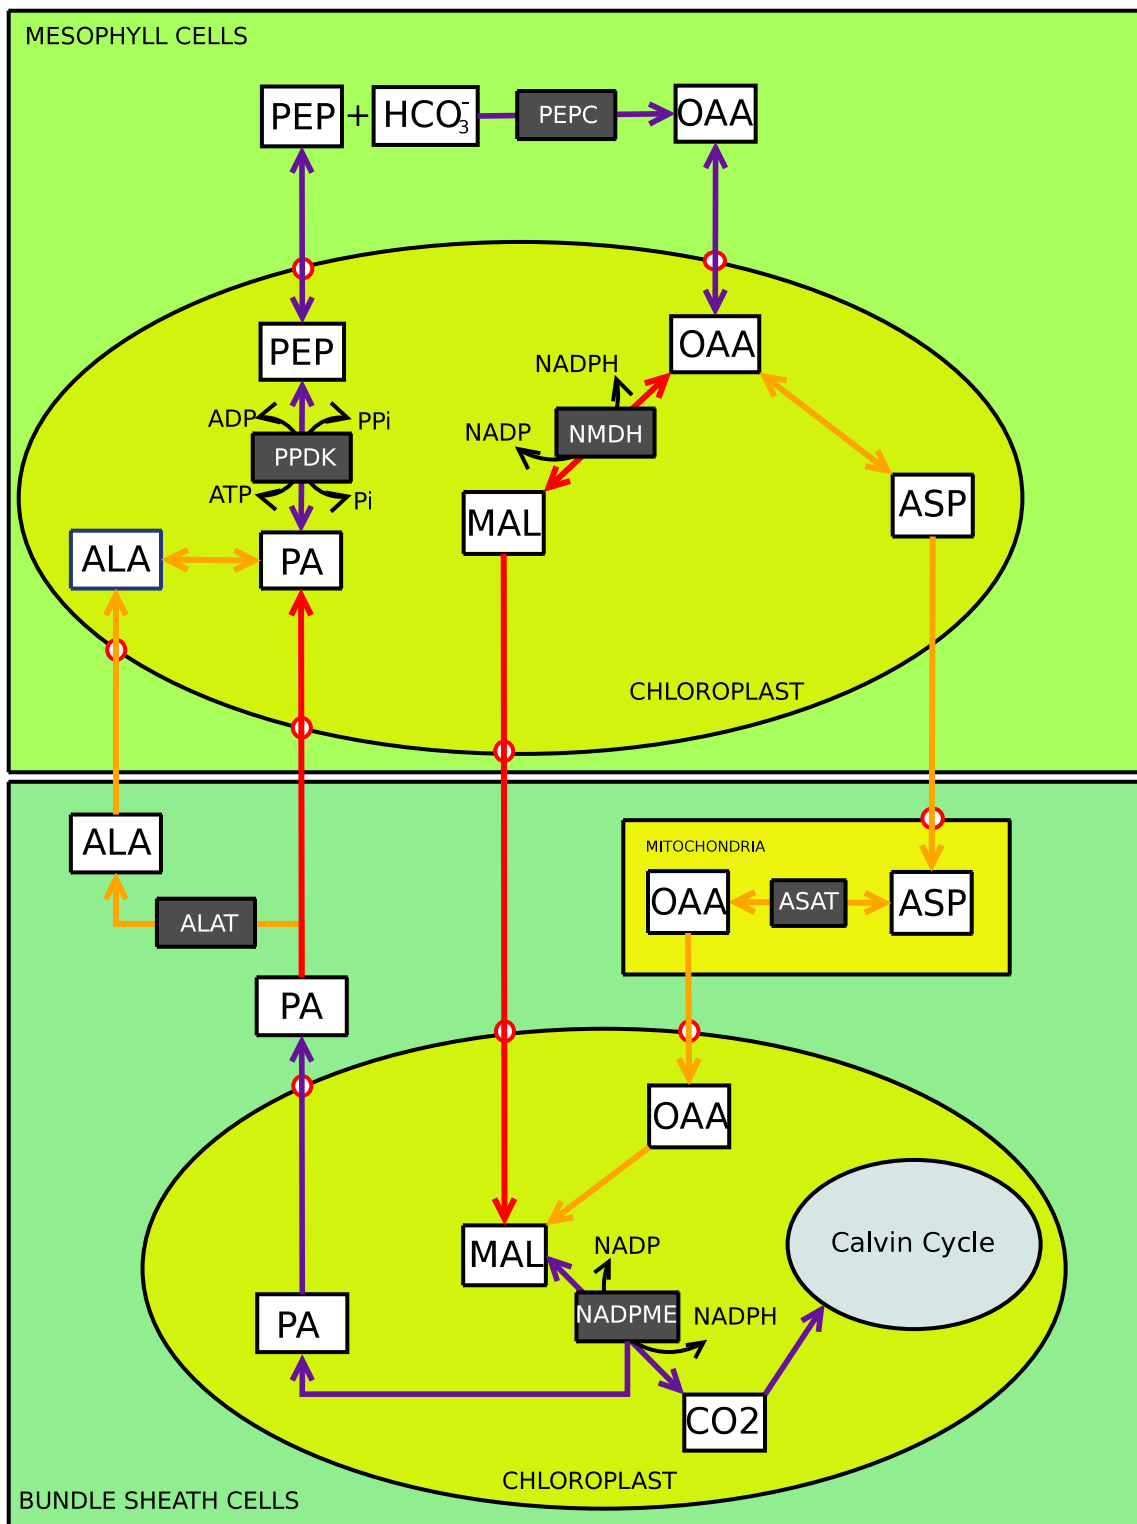 MESOPHYLL CELLS
PEP + HCO3- PEPC OAA
PEP
OAA
NADPH
ADP PPi
NADP NMDH
PPDK
ATP Pi
ASP
MAL
ALA PA
CHLOROPLAST
ALA
MITOCHONDRIA
OAA ASAT ASP
ALAT
PA
OAA
Calvin Cycle
MAL NADP
NADPME NADPH
PA
CO2
CHLOROPLAST
BUNDLE SHEATH CELLS